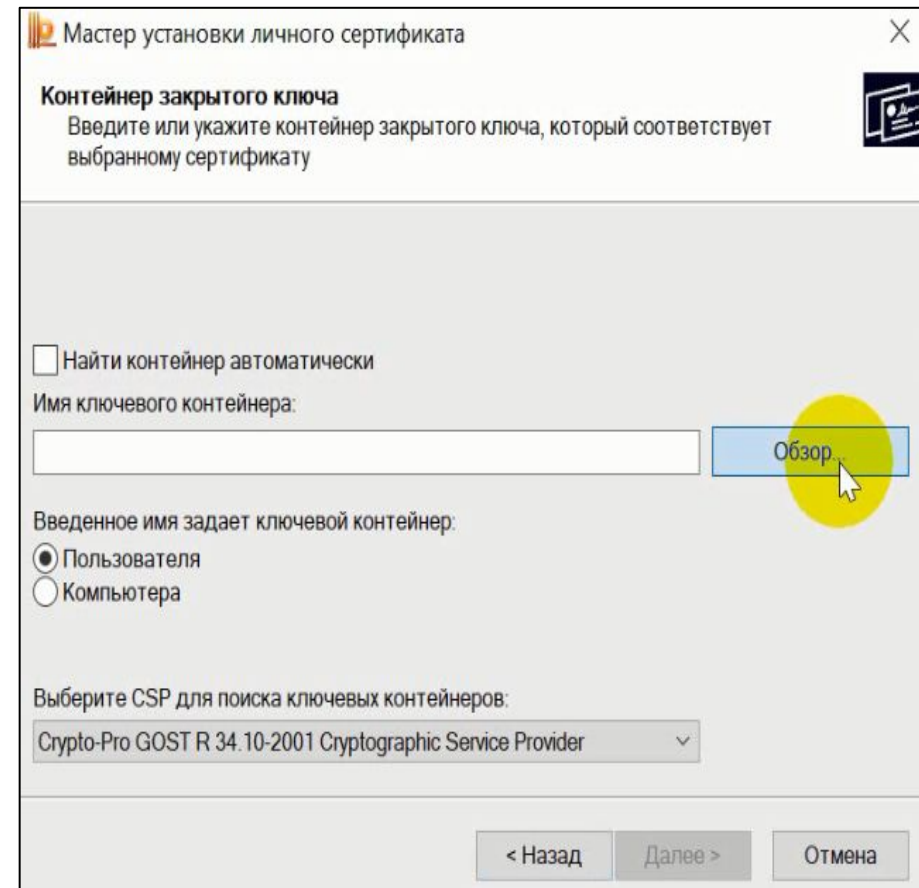 Мастер установки личного сертификата
Контейнер закрытого ключа
Введите или укажите контейнер закрытого ключа, который соответствует
выбранному сертификату
Найти контейнер автоматически
Имя ключевого контейнера:
Обзор...
Введенное имя задает ключевой контейнер:
Пользователя
Компьютера
Выберите CSP для поиска ключевых контейнеров:
Crypto-Pro GOST R 34.10-2001 Cryptographic Service Provider
< Назад
Далее >
Отмена